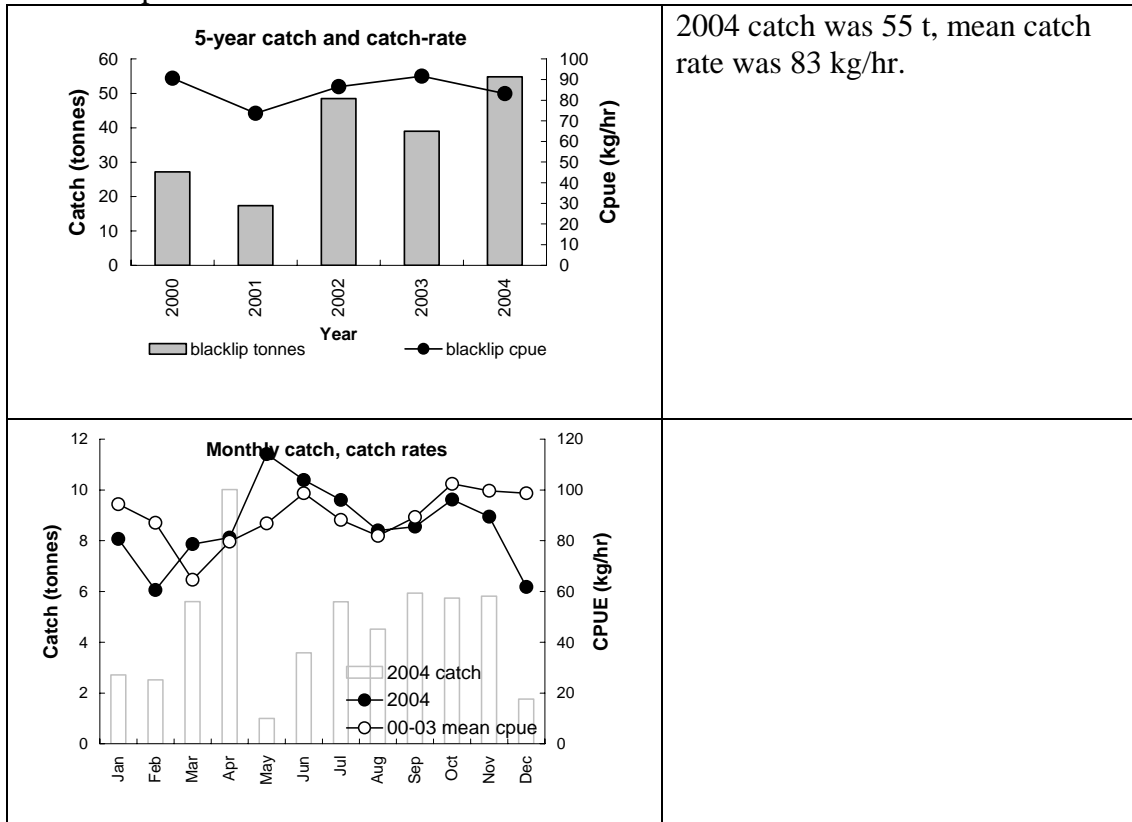 5-year catch and catch-rate
60
50
40
30
20
10
0
Catch (tonnes)
100
90
80
70
60
50
40
30
20
10
0
Cpue (kg/hr)
2000
2001
2002
2003
2004
Year
blacklip tonnes
blacklip cpue
2004 catch was 55 t, mean catch
rate was 83 kg/hr.
Monthly catch, catch rates
12
10
8
6
4
2
0
Catch (tonnes)
120
100
80
60
40
20
0
CPUE (kg/hr)
2004 catch
2004
00-03 mean cpue
Jan
Feb
Mar
Apr
May
Jun
Jul
Aug
Sep
Oct
Nov
Dec